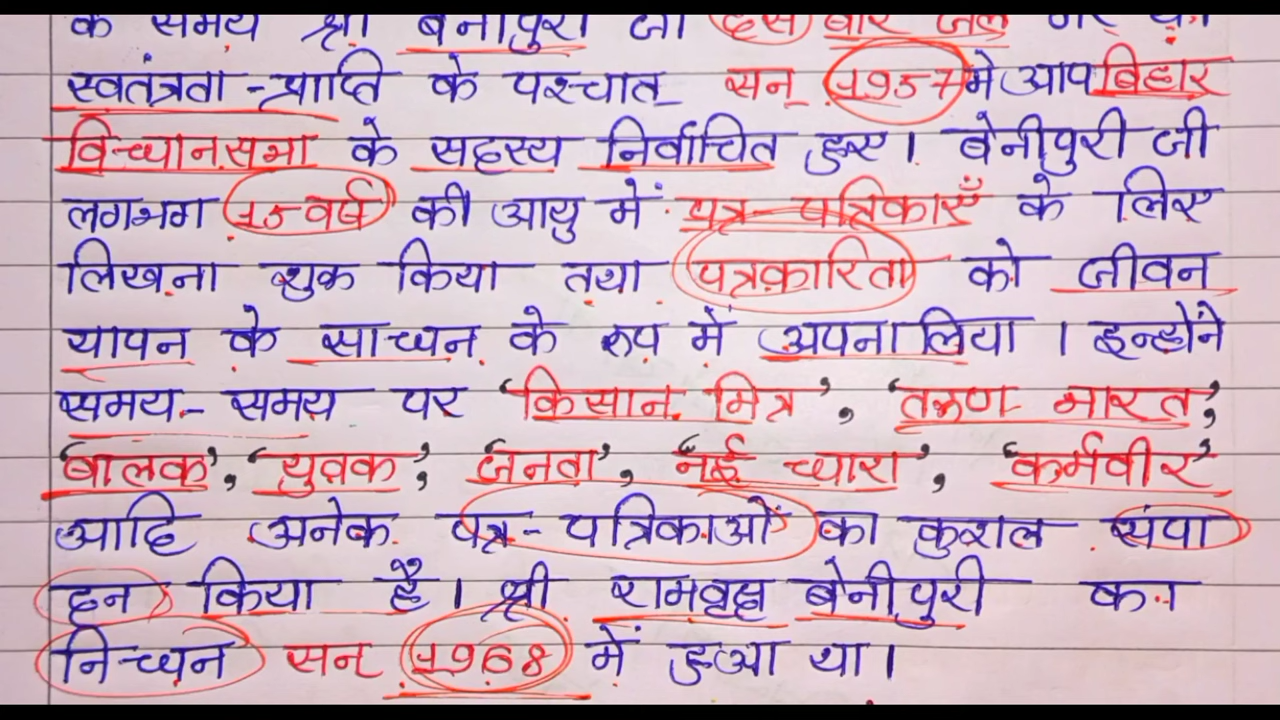 के समय श्री बेनीपुरी जी दस बार जेल गए थे।
स्वतंत्रता-प्राप्ति के पश्चात सन् 1957 मे आप बिहार
विधानसभा के सदस्य निर्वाचित हुए। बेनीपुरी जी
लगभग 15 वर्ष की आयु में पत्र-पत्रिकाएँ के लिए
लिखना शुरू किया तथा पत्रकारिता को जीवन
यापन के साधन के रूप में अपना लिया । इन्होंने
समय-समय पर 'किसान मित्र', 'तरुण भारत',
'बालक', 'युवक', 'जनता', 'नई धारा', 'कर्मवीर'
आदि अनेक पत्र-पत्रिकाओं का कुशल संपा
दन किया है। श्री रामवृक्ष बेनीपुरी का
निधन सन् 1968 में हुआ था।